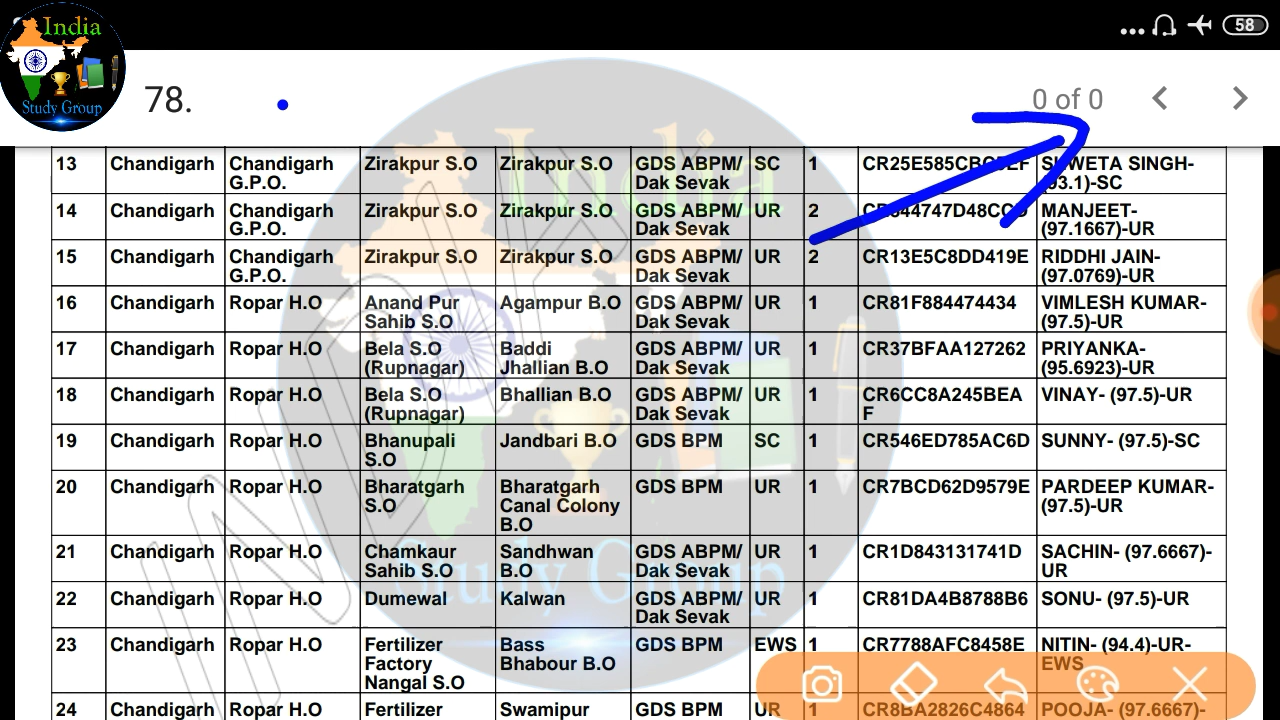 India
Study Group
58
78.
0 of 0
13 Chandigarh Chandigarh G.P.O. Zirakpur S.O Zirakpur S.O GDS ABPM/ Dak Sevak SC 1 SHWETA SINGH- (93.1)-SC
14 Chandigarh Chandigarh G.P.O. Zirakpur S.O Zirakpur S.O GDS ABPM/ Dak Sevak UR 2 MANJEET- (97.1667)-UR
15 Chandigarh Chandigarh G.P.O. Zirakpur S.O Zirakpur S.O GDS ABPM/ Dak Sevak UR 2 CR13E5C8DD419E RIDDHI JAIN- (97.0769)-UR
16 Chandigarh Ropar H.O Anand Pur Sahib S.O Agampur B.O GDS ABPM/ Dak Sevak UR 1 CR81F884474434 VIMLESH KUMAR- (97.5)-UR
17 Chandigarh Ropar H.O Bela S.O (Rupnagar) Baddi Jhallian B.O GDS ABPM/ Dak Sevak UR 1 CR37BFAA127262 PRIYANKA- (95.6923)-UR
18 Chandigarh Ropar H.O Bela S.O (Rupnagar) Bhallian B.O GDS ABPM/ Dak Sevak UR 1 CR6CC8A245BEA F VINAY- (97.5)-UR
19 Chandigarh Ropar H.O Bhanupali S.O Jandbari B.O GDS BPM SC 1 CR546ED785AC6D SUNNY- (97.5)-SC
20 Chandigarh Ropar H.O Bharatgarh S.O Bharatgarh Canal Colony B.O GDS BPM UR 1 CR7BCD62D9579E PARDEEP KUMAR- (97.5)-UR
21 Chandigarh Ropar H.O Chamkaur Sahib S.O Sandhwan B.O GDS ABPM/ Dak Sevak UR 1 CR1D843131741D SACHIN- (97.6667)- UR
22 Chandigarh Ropar H.O Dumewal Kalwan GDS ABPM/ Dak Sevak UR 1 CR81DA4B8788B6 SONU- (97.5)-UR
23 Chandigarh Ropar H.O Fertilizer Factory Nangal S.O Bass Bhabour B.O GDS BPM EWS 1 CR7788AFC8458E NITIN- (94.4)-UR- EWS
24 Chandigarh Ropar H.O Fertilizer Swamipur GDS BPM UR 1 CR8BA2826C4864 POOJA- (97.6667)-
India
Study Group